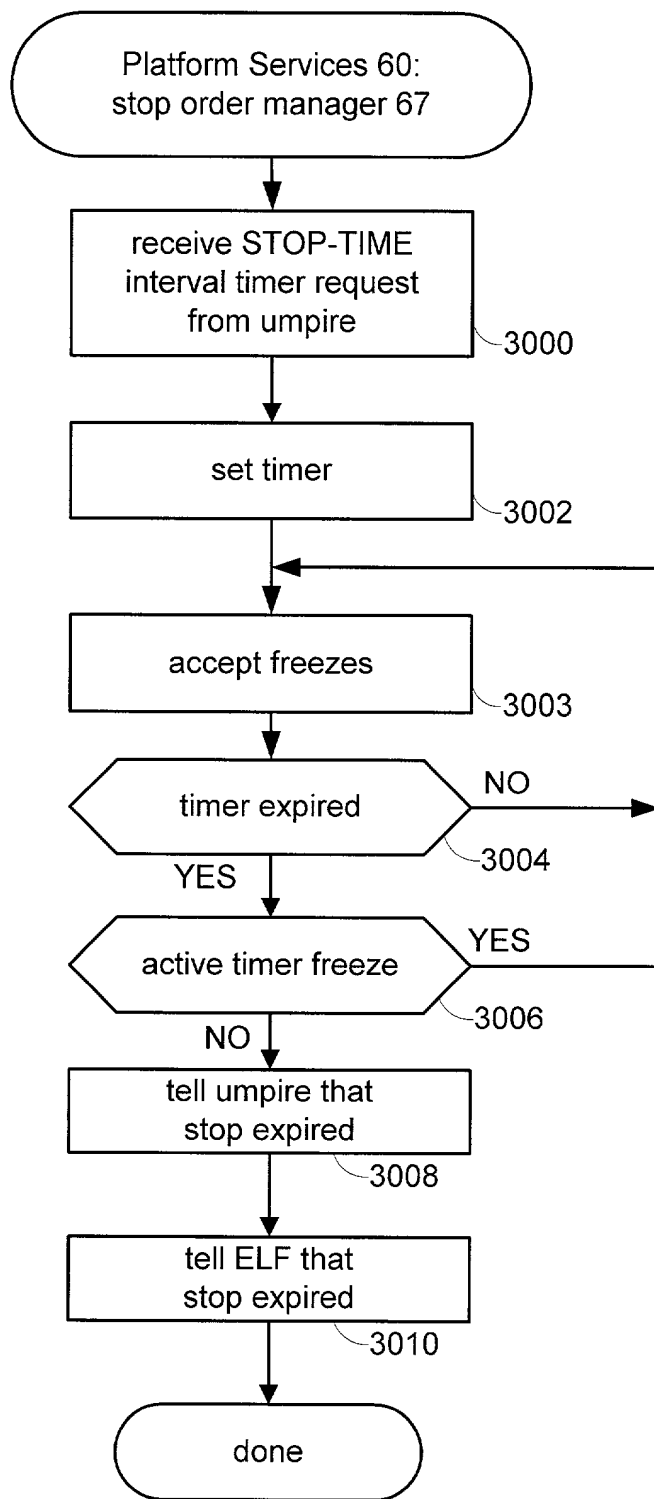 Platform Services 60:
stop order manager 67
receive STOP-TIME
interval timer request
from umpire
3000
set timer
3002
accept freezes
3003
timer expired
NO
3004
YES
active timer freeze
YES
3006
NO
tell umpire that
stop expired
3008
tell ELF that
stop expired
3010
done